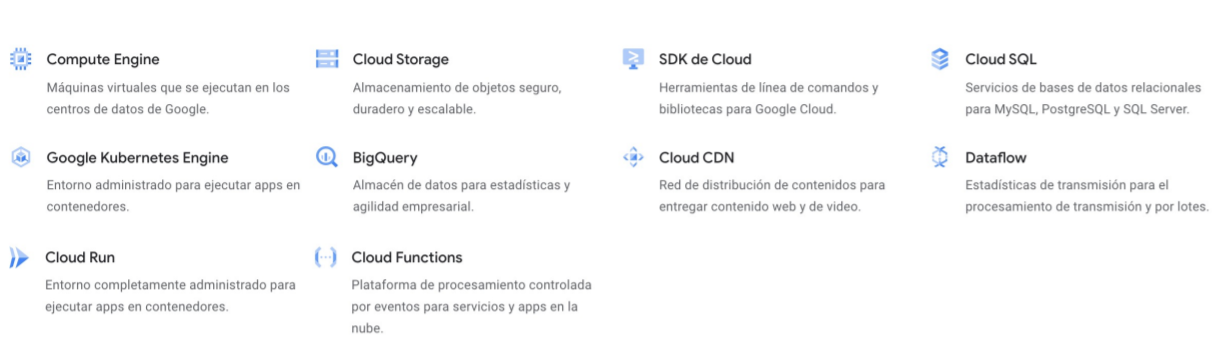 Compute Engine
Máquinas virtuales que se ejecutan en los
centros de datos de Google.
Cloud Storage
Almacenamiento de objetos seguro,
duradero y escalable.
SDK de Cloud
Herramientas de línea de comandos y
bibliotecas para Google Cloud.
Cloud SQL
Servicios de bases de datos relacionales
para MySQL, PostgreSQL y SQL Server.
Google Kubernetes Engine
Entorno administrado para ejecutar apps en
contenedores.
BigQuery
Almacén de datos para estadísticas y
agilidad empresarial.
Cloud CDN
Red de distribución de contenidos para
entregar contenido web y de video.
Dataflow
Estadísticas de transmisión para el
procesamiento de transmisión y por lotes.
Cloud Run
Entorno completamente administrado para
ejecutar apps en contenedores.
Cloud Functions
Plataforma de procesamiento controlada
por eventos para servicios y apps en la
nube.